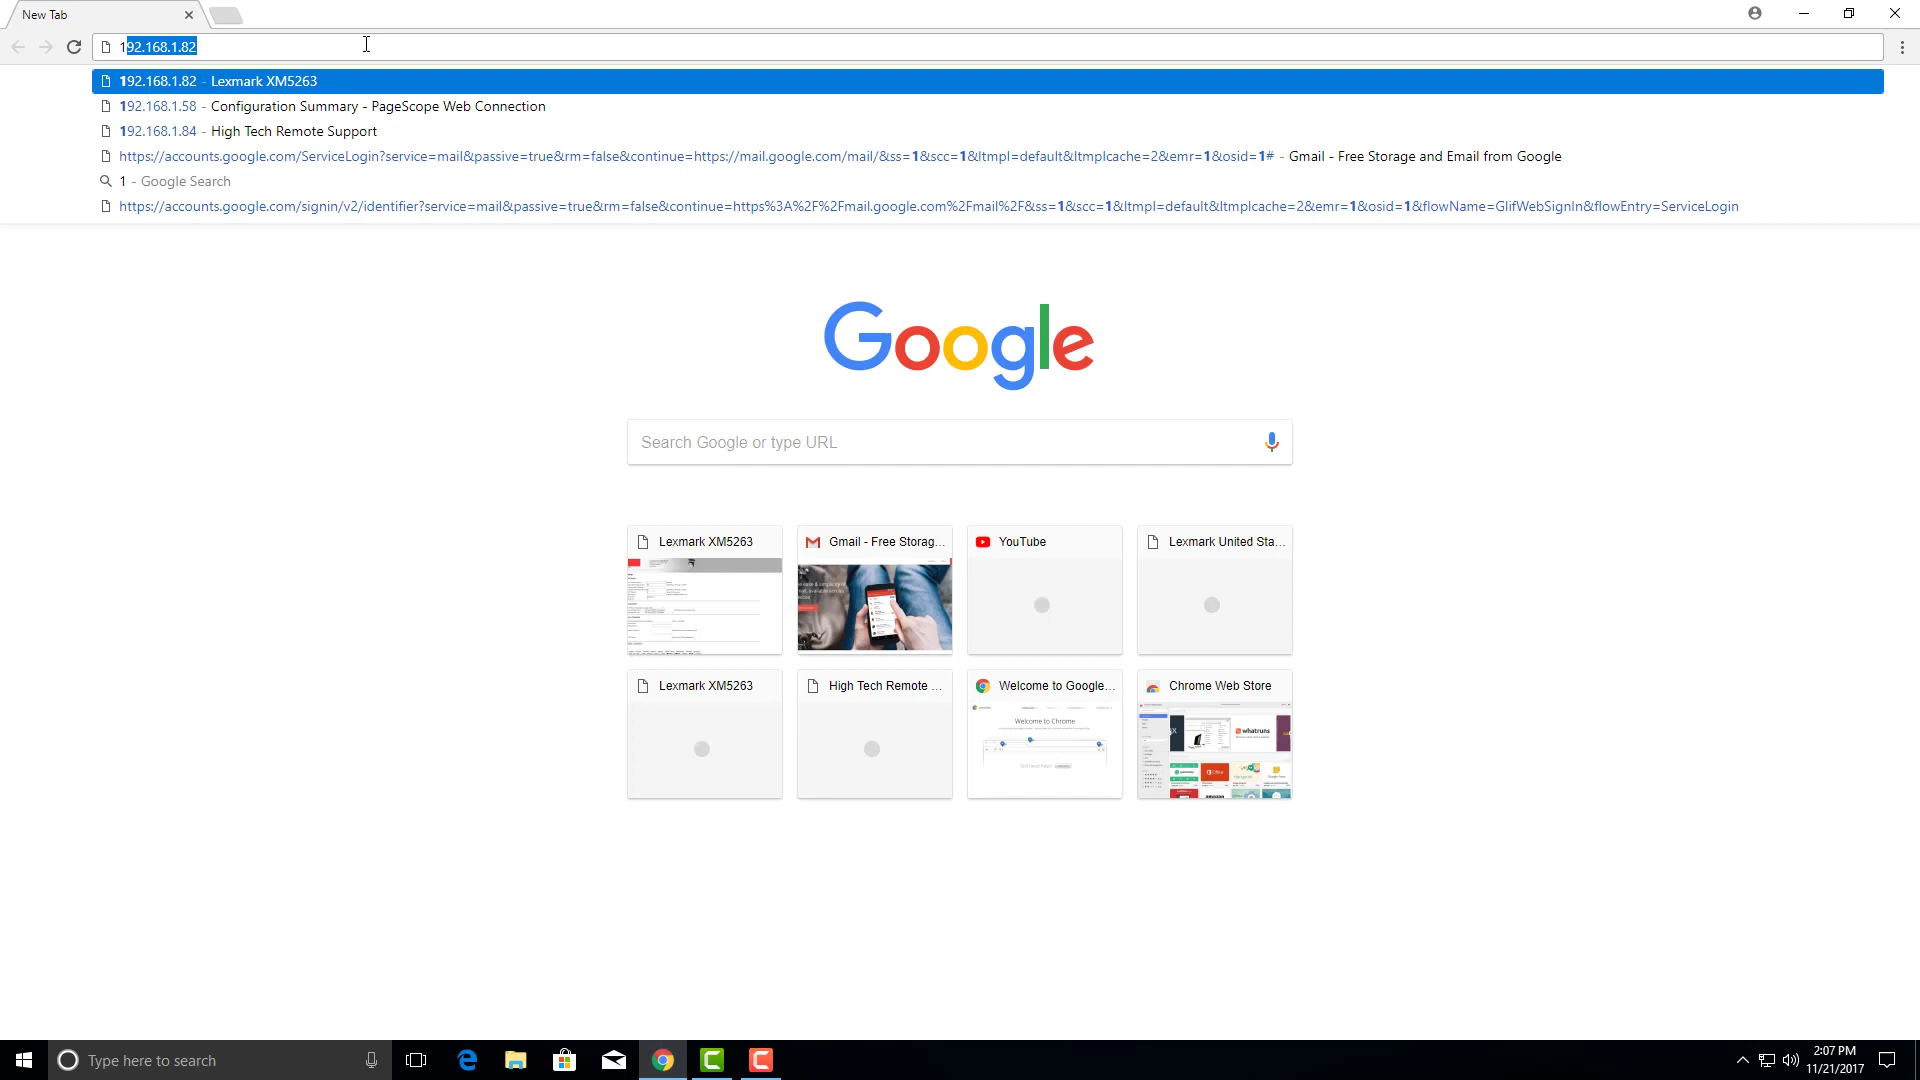 New Tab
192.168.1.82
192.168.1.82 - Lexmark XM5263
192.168.1.58 - Configuration Summary - PageScope Web Connection
192.168.1.84 - High Tech Remote Support
https://accounts.google.com/ServiceLogin?service=mail&passive=true&rm=false&continue=https://mail.google.com/mail/&ss=1&scc=1&ltmpl=default&ltmplcache=2&emr=1&osid=1# - Gmail - Free Storage and Email from Google
1 - Google Search
https://accounts.google.com/signin/v2/identifier?service=mail&passive=true&rm=false&continue=https%3A%2F%2Fmail.google.com%2Fmail%2F&ss=1&scc=1&ltmpl=default&ltmplcache=2&emr=1&osid=1&flowName=GlifWebSignIn&flowEntry=ServiceLogin
Google
Search Google or type URL
Lexmark XM5263
Gmail - Free Storag...
YouTube
Lexmark United Sta...
Lexmark XM5263
High Tech Remote ...
Welcome to Google...
Chrome Web Store
Welcome to Chrome
whatruns
Office
Type here to search
2:07 PM
11/21/2017